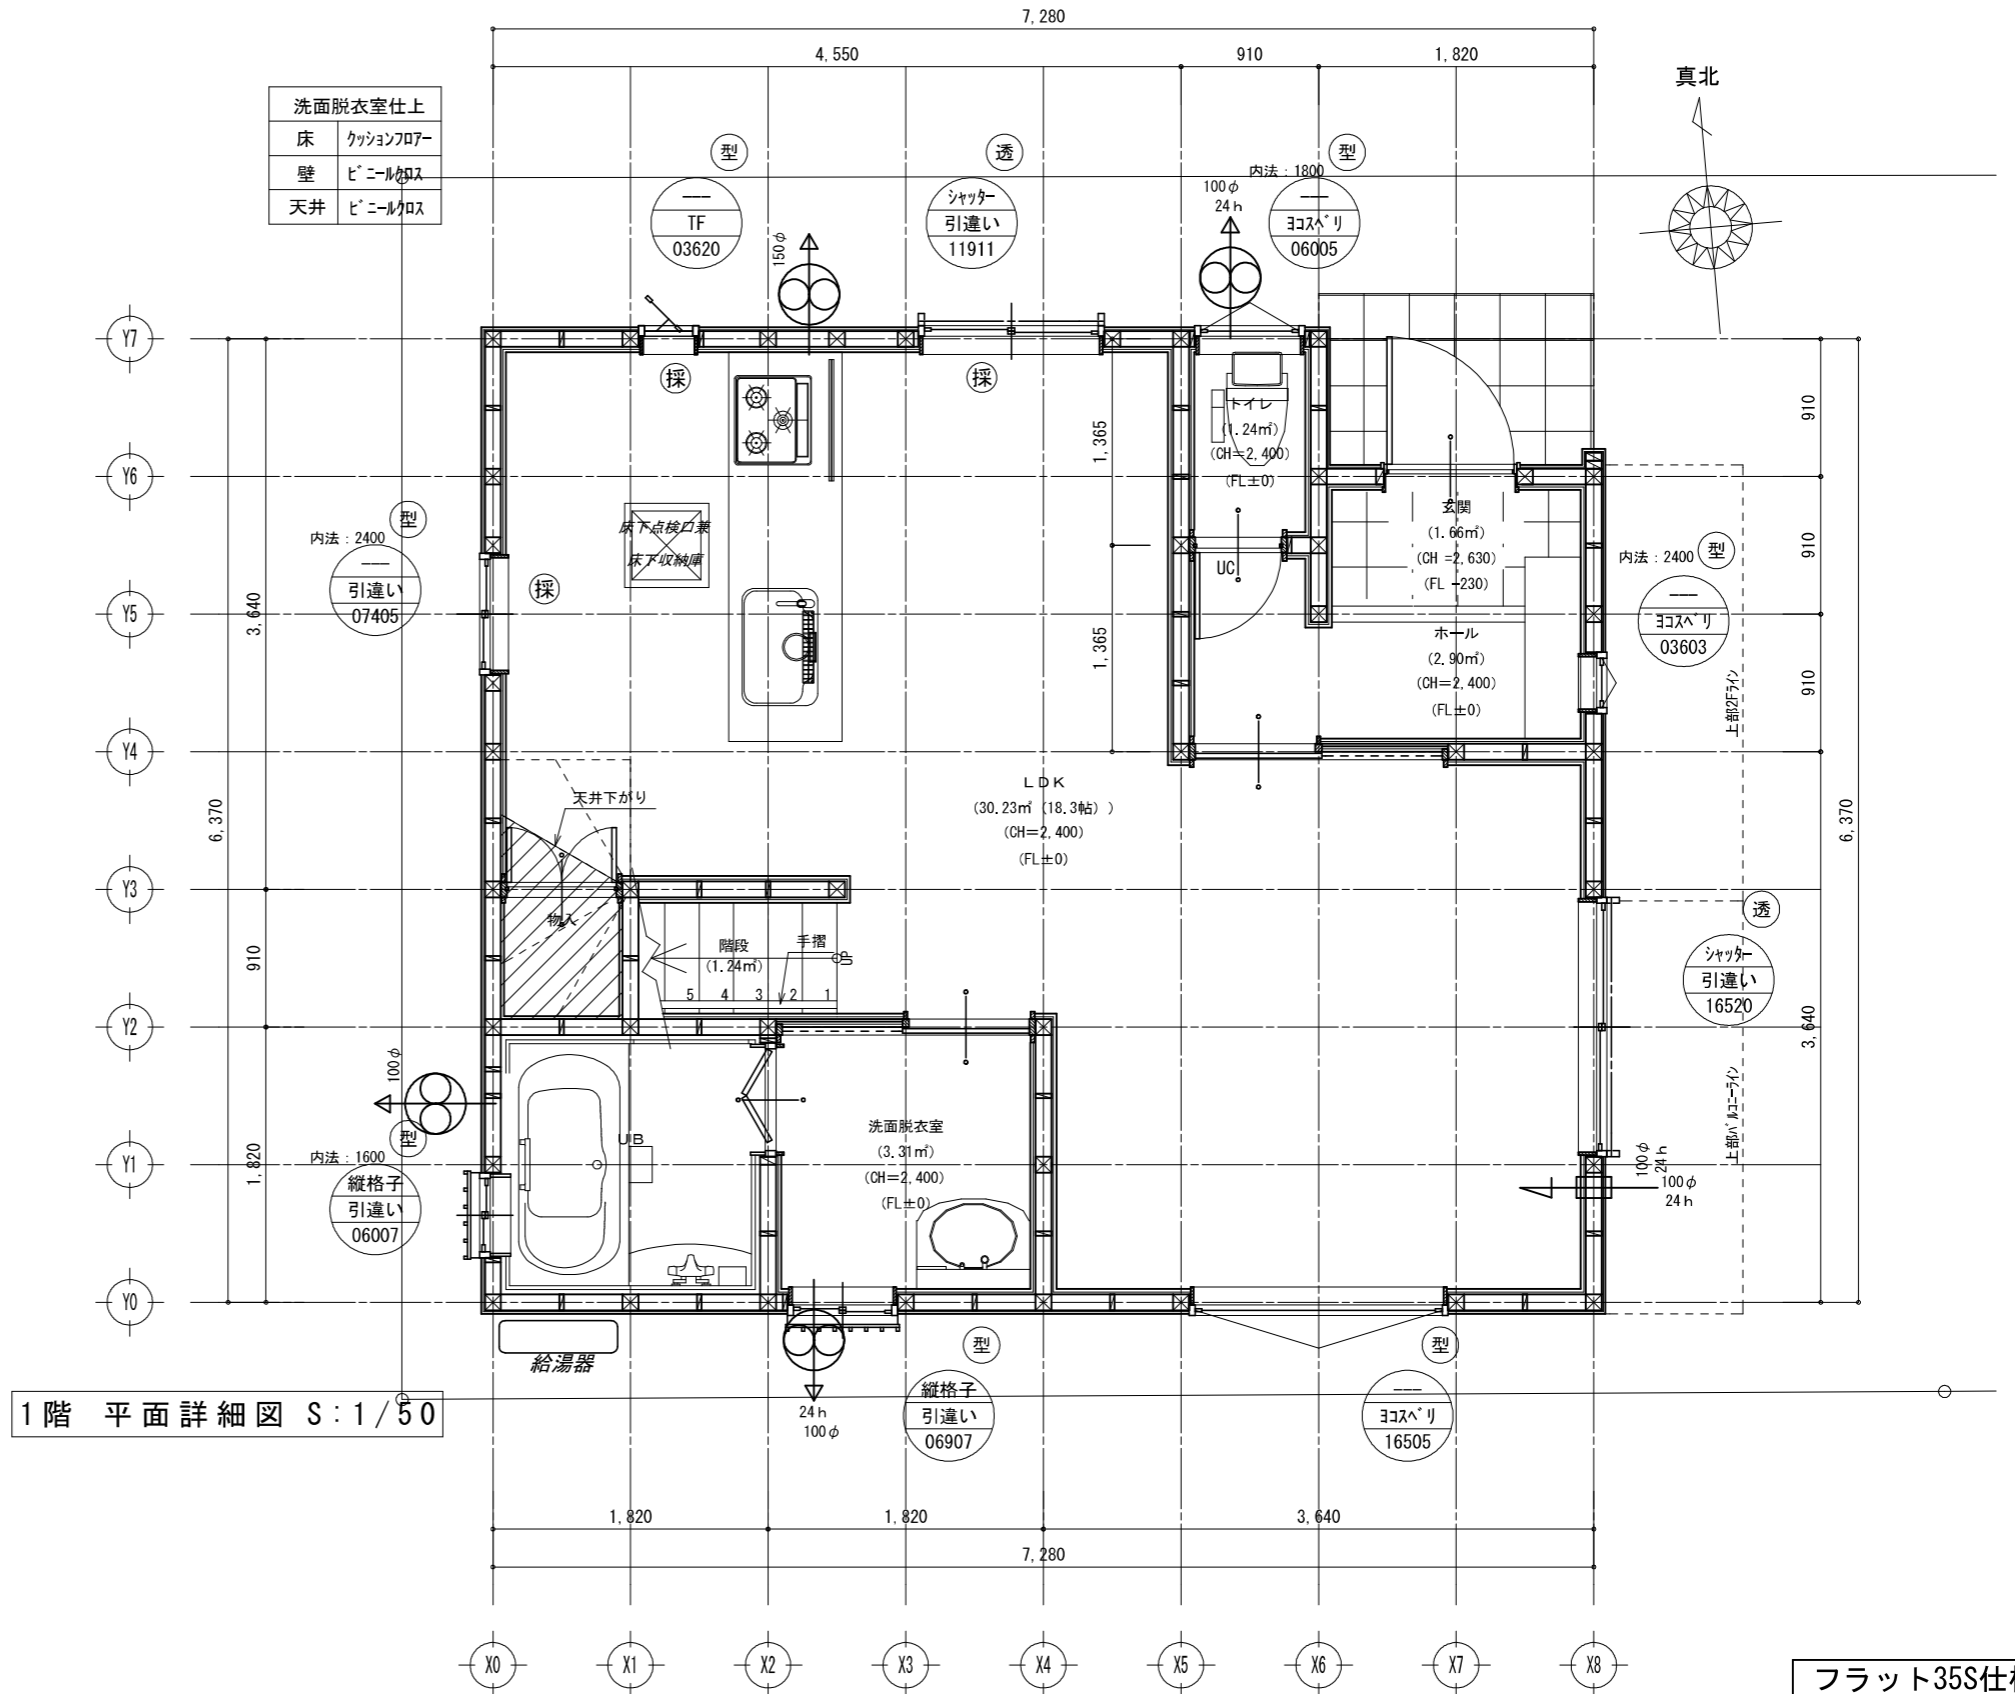 7,280
4,550
910
1,820
真北
洗面脱衣室仕上
床 クッションフロアー
壁 ビニールクロス
天井 ビニールクロス
型
---
TF
03620
150φ
透
シャッター
引違い
11911
型
内法:1800
---
ヨコスベリ
06005
100φ
24h
Y7
Y6
Y5
Y4
Y3
Y2
Y1
Y0
採
採
採
トイレ
(1.24㎡)
(CH=2,400)
(FL±0)
1,365
1,365
910
910
910
3,640
6,370
6,370
3,640
910
1,820
型
内法:2400
---
引違い
07405
床下点検口兼
床下収納庫
UC
玄関
(1.66㎡)
(CH =2,630)
(FL -230)
ホール
(2.90㎡)
(CH=2,400)
(FL±0)
内法:2400
型
---
ヨコスベリ
03603
上部2Fライン
LDK
(30.23㎡ (18.3帖))
(CH=2,400)
(FL±0)
天井下がり
物入
階段
(1.24㎡)
手摺
UP
5 4 3 2 1
透
シャッター
引違い
16520
上部バルコニーライン
100φ
型
内法:1600
縦格子
引違い
06007
UB
洗面脱衣室
(3.31㎡)
(CH=2,400)
(FL±0)
100φ
24h
100φ
24h
給湯器
24h
100φ
型
縦格子
引違い
06907
型
---
ヨコスベリ
16505
1階 平面詳細図 S:1/50
1,820
1,820
3,640
7,280
X0
X1
X2
X3
X4
X5
X6
X7
X8
フラット35S仕様